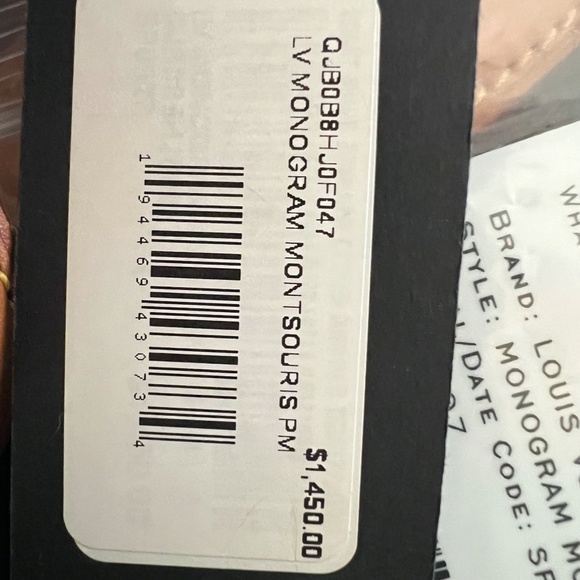 QJB0B8HJ0F047
LV MONOGRAM MONTSOURIS PM
$1,450.00
1 94469 43073 4
BRAND: LOUIS
STYLE: MONOGRAM
/DATE CODE: